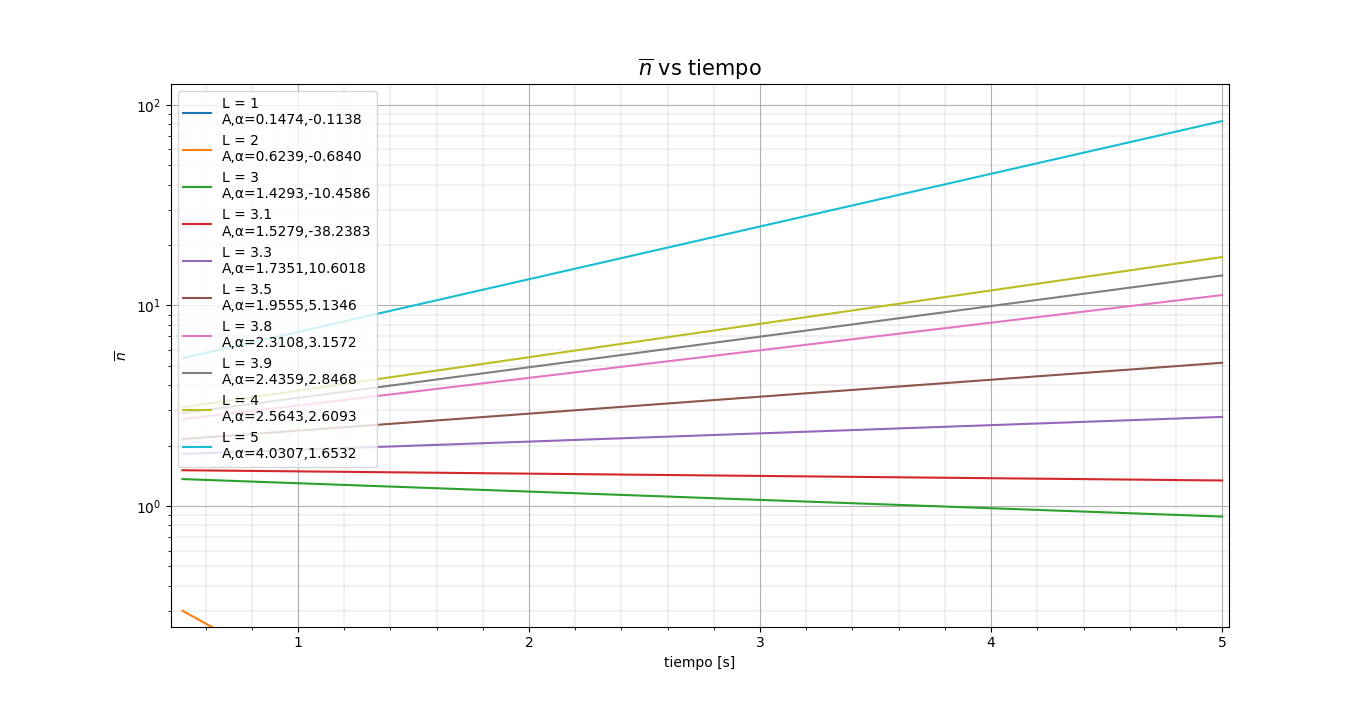 n̅ vs tiempo
10²
10¹
10⁰
n̅
L = 1
A,α=0.1474,-0.1138
L = 2
A,α=0.6239,-0.6840
L = 3
A,α=1.4293,-10.4586
L = 3.1
A,α=1.5279,-38.2383
L = 3.3
A,α=1.7351,10.6018
L = 3.5
A,α=1.9555,5.1346
L = 3.8
A,α=2.3108,3.1572
L = 3.9
A,α=2.4359,2.8468
L = 4
A,α=2.5643,2.6093
L = 5
A,α=4.0307,1.6532
1 2 3 4 5
tiempo [s]